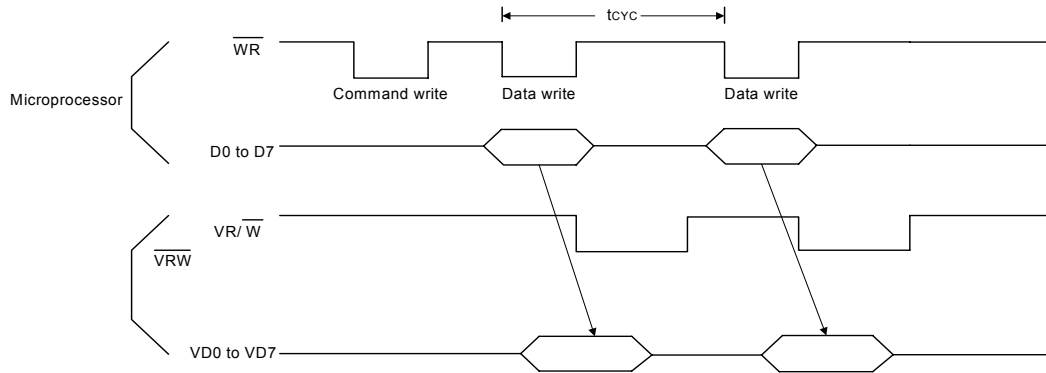 tCYC
WR
Command write
Data write
Data write
Microprocessor
D0 to D7
VR/ W
VRW
VD0 to VD7